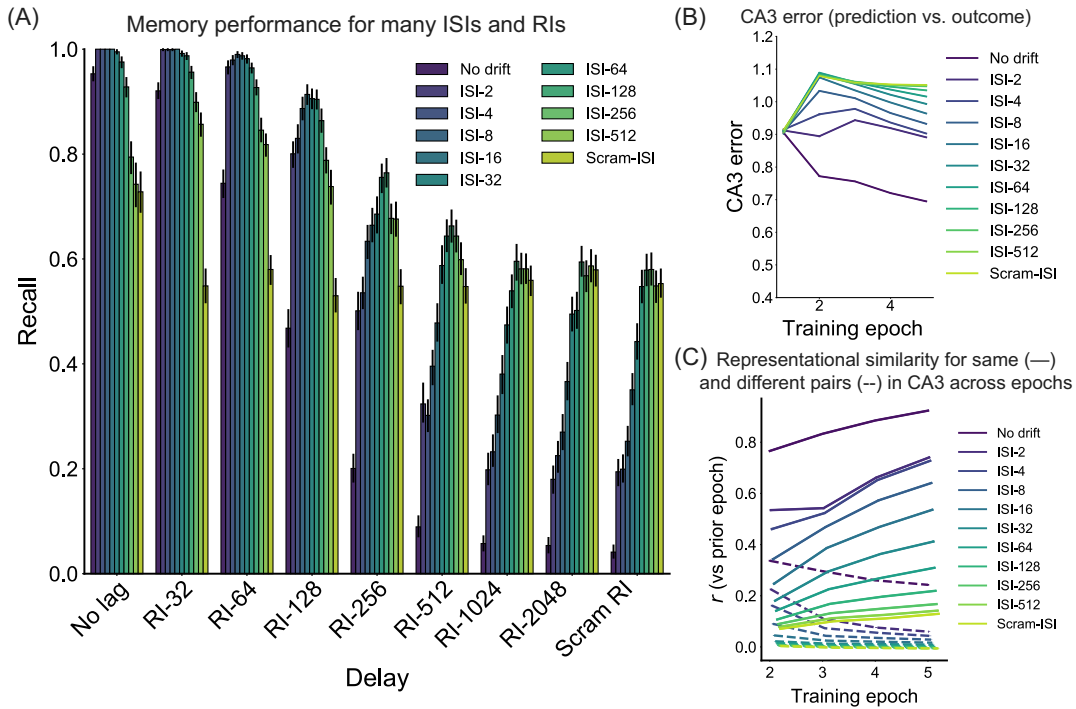 (A)
Memory performance for many ISIs and RIs
Recall
1.0
0.8
0.6
0.4
0.2
0.0
No drift
ISI-2
ISI-4
ISI-8
ISI-16
ISI-32
ISI-64
ISI-128
ISI-256
ISI-512
Scram-ISI
No lag
RI-32
RI-64
RI-128
RI-256
RI-512
RI-1024
RI-2048
Scram RI
Delay
(B)
CA3 error (prediction vs. outcome)
CA3 error
1.2
1.1
1.0
0.9
0.8
0.7
0.6
0.5
0.4
2
4
Training epoch
No drift
ISI-2
ISI-4
ISI-8
ISI-16
ISI-32
ISI-64
ISI-128
ISI-256
ISI-512
Scram-ISI
(C)
Representational similarity for same (—)
and different pairs (--) in CA3 across epochs
r (vs prior epoch)
0.8
0.6
0.4
0.2
0.0
2
3
4
5
Training epoch
No drift
ISI-2
ISI-4
ISI-8
ISI-16
ISI-32
ISI-64
ISI-128
ISI-256
ISI-512
Scram-ISI